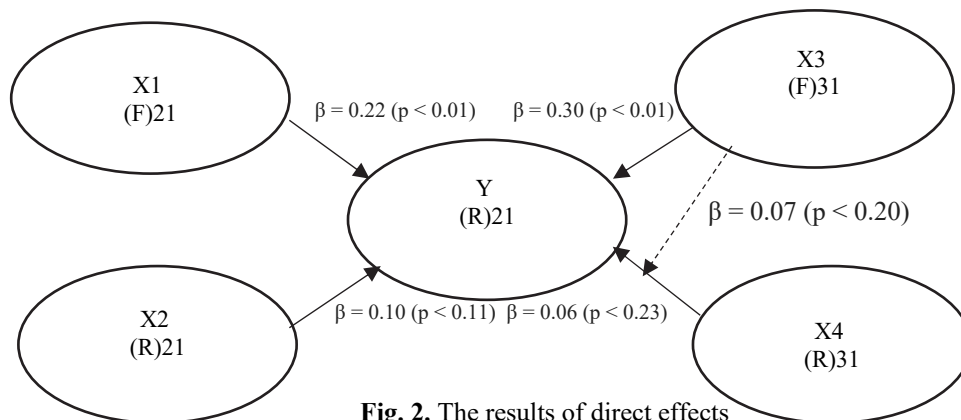 X1
(F)21
X3
(F)31
β = 0.22 (p < 0.01)
β = 0.30 (p < 0.01)
Y
(R)21
β = 0.07 (p < 0.20)
X2
(R)21
β = 0.10 (p < 0.11)
β = 0.06 (p < 0.23)
X4
(R)31
Fig. 2. The results of direct effects